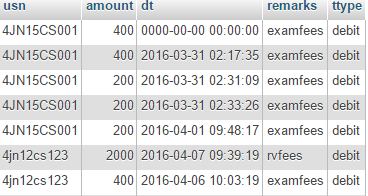 usn amount dt remarks ttype
4JN15CS001 400 0000-00-00 00:00:00 examfees debit
4JN15CS001 400 2016-03-31 02:17:35 examfees debit
4JN15CS001 200 2016-03-31 02:31:09 examfees debit
4JN15CS001 400 2016-03-31 02:33:26 examfees debit
4JN15CS001 200 2016-04-01 09:48:17 examfees debit
4jn12cs123 2000 2016-04-07 09:39:19 rvfees debit
4jn12cs123 400 2016-04-06 10:03:19 examfees debit